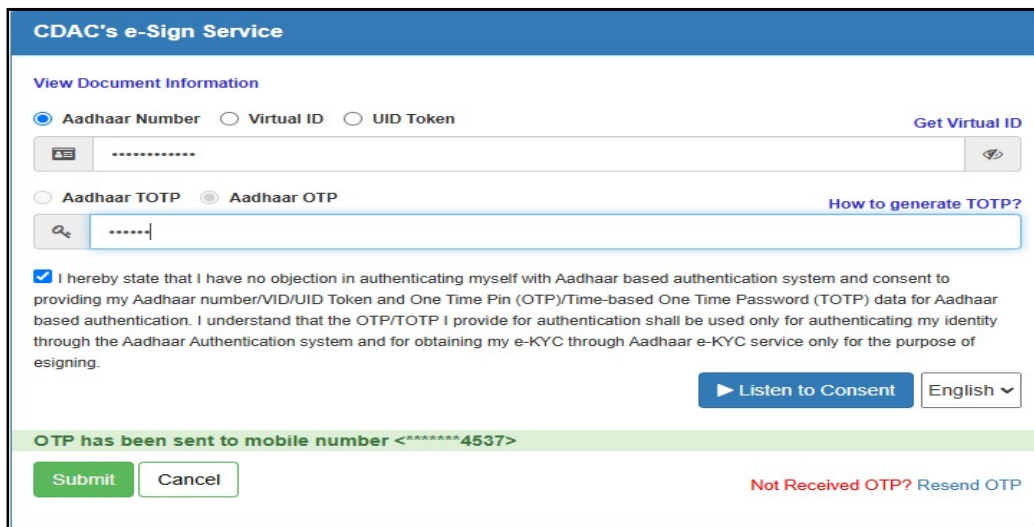 CDAC's e-Sign Service
View Document Information
Aadhaar Number Virtual ID UID Token
Get Virtual ID
••••••••••••
Aadhaar TOTP Aadhaar OTP
How to generate TOTP?
••••••
I hereby state that I have no objection in authenticating myself with Aadhaar based authentication system and consent to
providing my Aadhaar number/VID/UID Token and One Time Pin (OTP)/Time-based One Time Password (TOTP) data for Aadhaar
based authentication. I understand that the OTP/TOTP I provide for authentication shall be used only for authenticating my identity
through the Aadhaar Authentication system and for obtaining my e-KYC through Aadhaar e-KYC service only for the purpose of
esigning.
Listen to Consent English
OTP has been sent to mobile number <*******4537>
Submit Cancel
Not Received OTP? Resend OTP